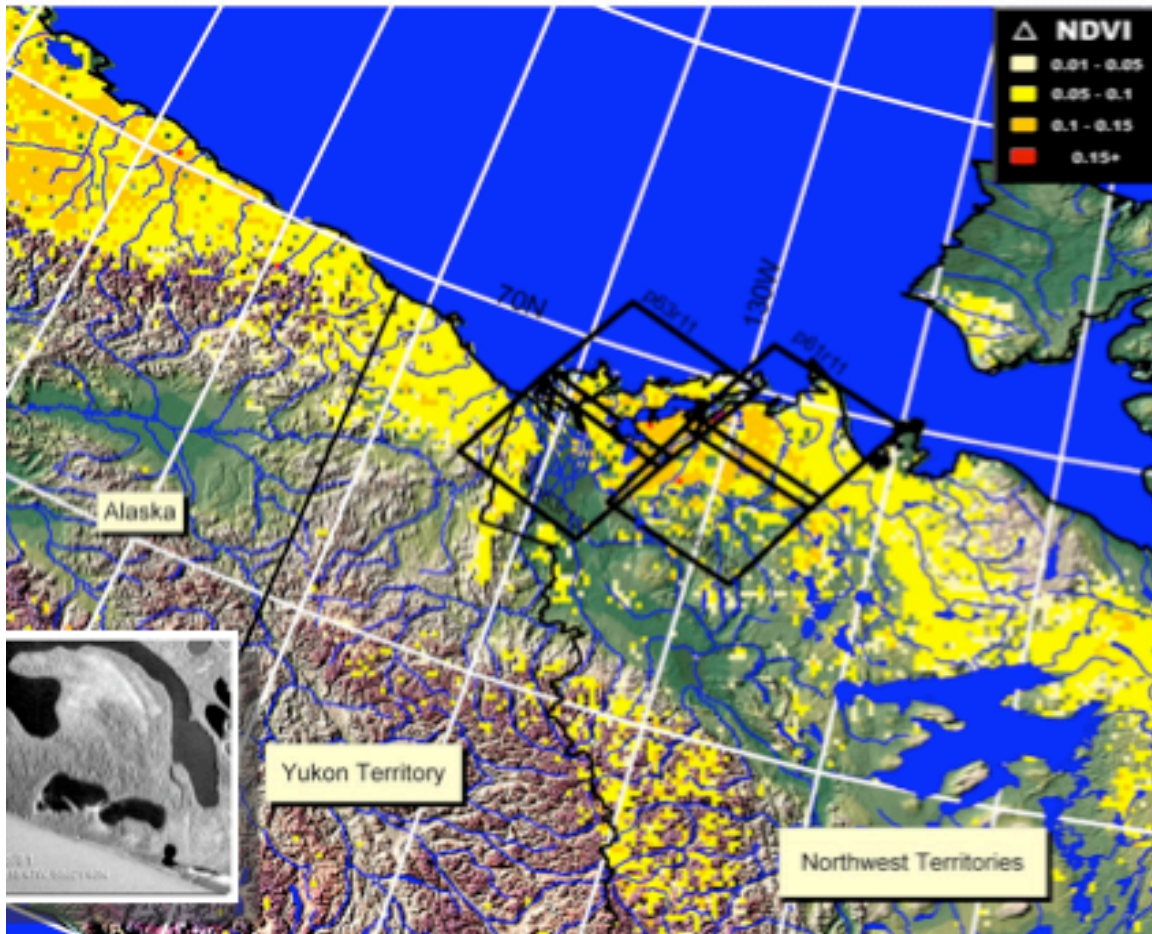 △ NDVI
0.01 - 0.05
0.05 - 0.1
0.1 - 0.15
0.15+
70N
p63r11
130W
p61r11
Alaska
Yukon Territory
Northwest Territories